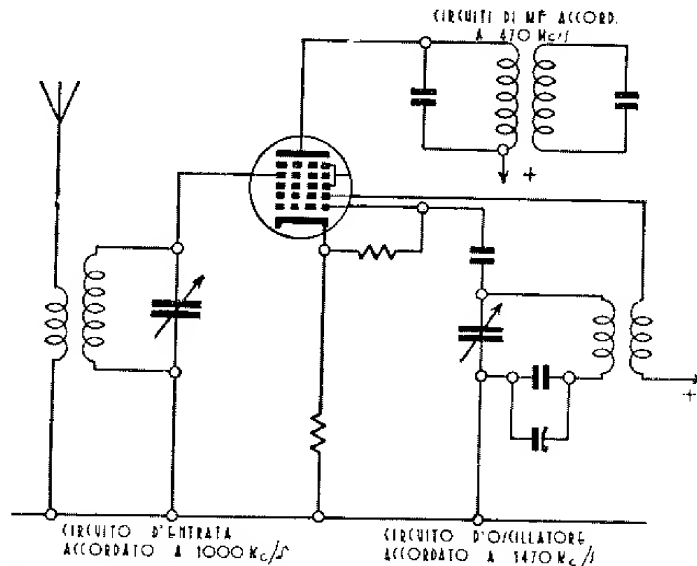 CIRCUITI DI MF ACCORD.
A 470 Kc/s
+
+
CIRCUITO D'ENTRATA
ACCORDATO A 1000 Kc/s
CIRCUITO D'OSCILLATORE
ACCORDATO A 1470 Kc/s